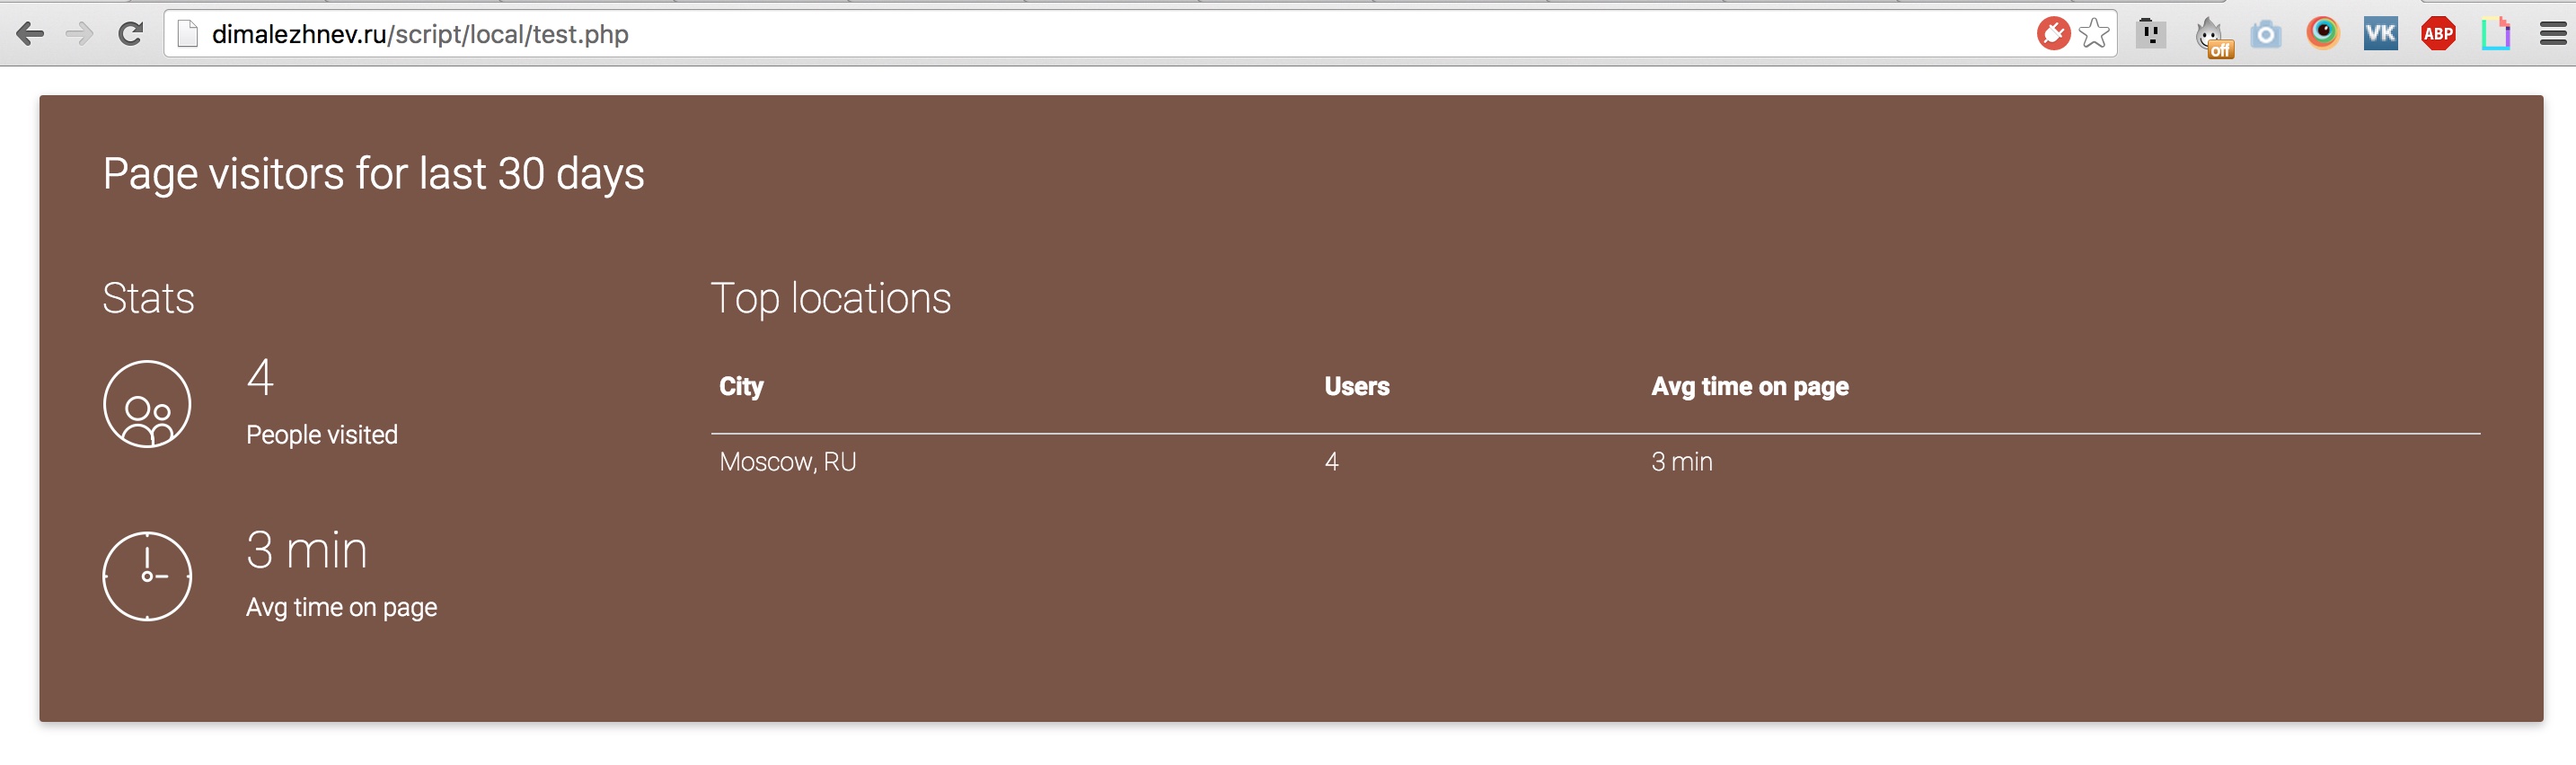 dimalezhnev.ru/script/local/test.php
off
VK
ABP
Page visitors for last 30 days
Stats
4
People visited
3 min
Avg time on page
Top locations
City Users Avg time on page
Moscow, RU 4 3 min